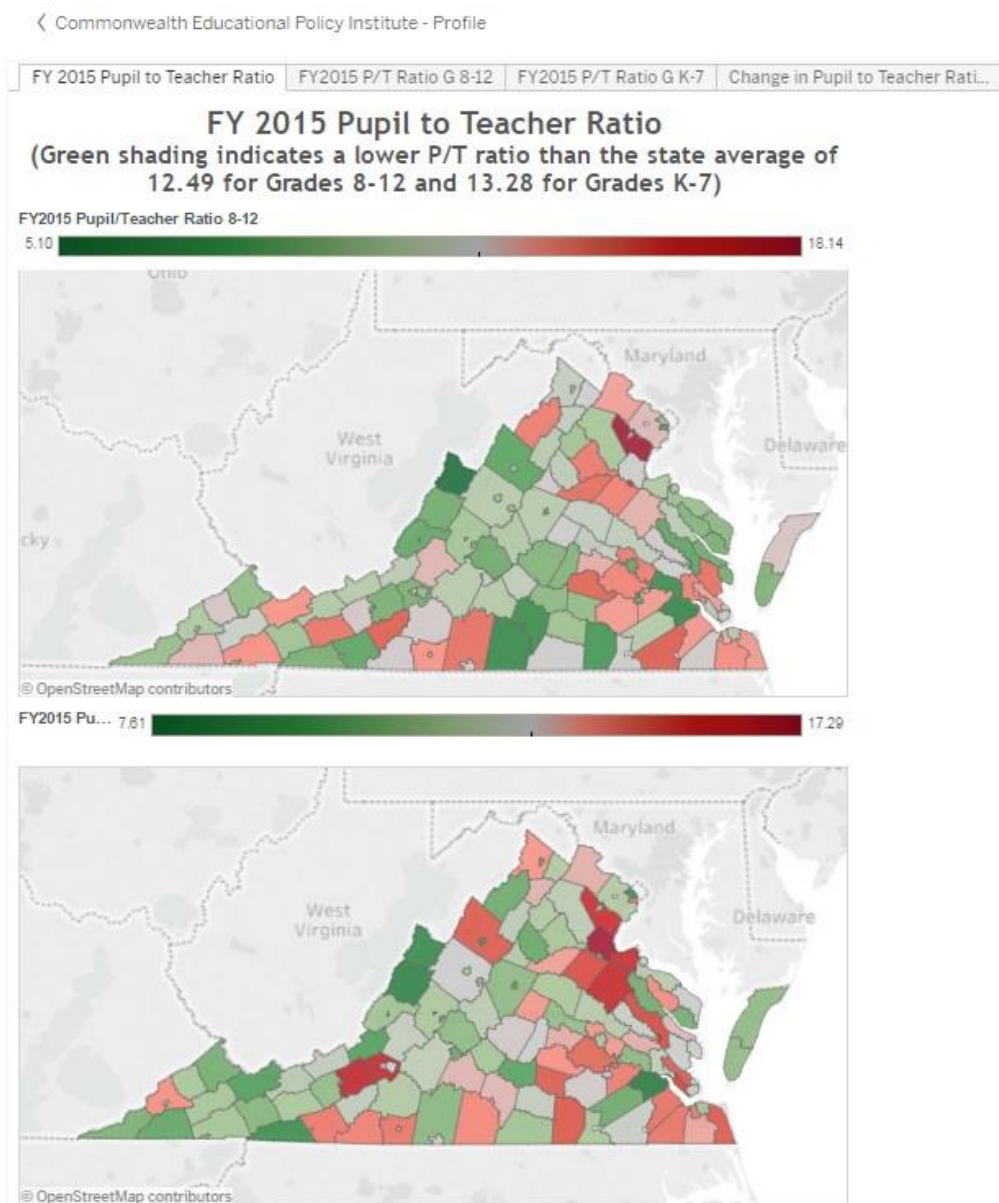 Commonwealth Educational Policy Institute - Profile
FY 2015 Pupil to Teacher Ratio
FY2015 P/T Ratio G 8-12
FY2015 P/T Ratio G K-7
Change in Pupil to Teacher Rati...
FY 2015 Pupil to Teacher Ratio
(Green shading indicates a lower P/T ratio than the state average of
12.49 for Grades 8-12 and 13.28 for Grades K-7)
FY2015 Pupil/Teacher Ratio 8-12
5.10
18.14
Ohio
Maryland
West
Virginia
Delaware
cky
© OpenStreetMap contributors
FY2015 Pu...
7.61
17.29
Maryland
West
Virginia
Delaware
© OpenStreetMap contributors